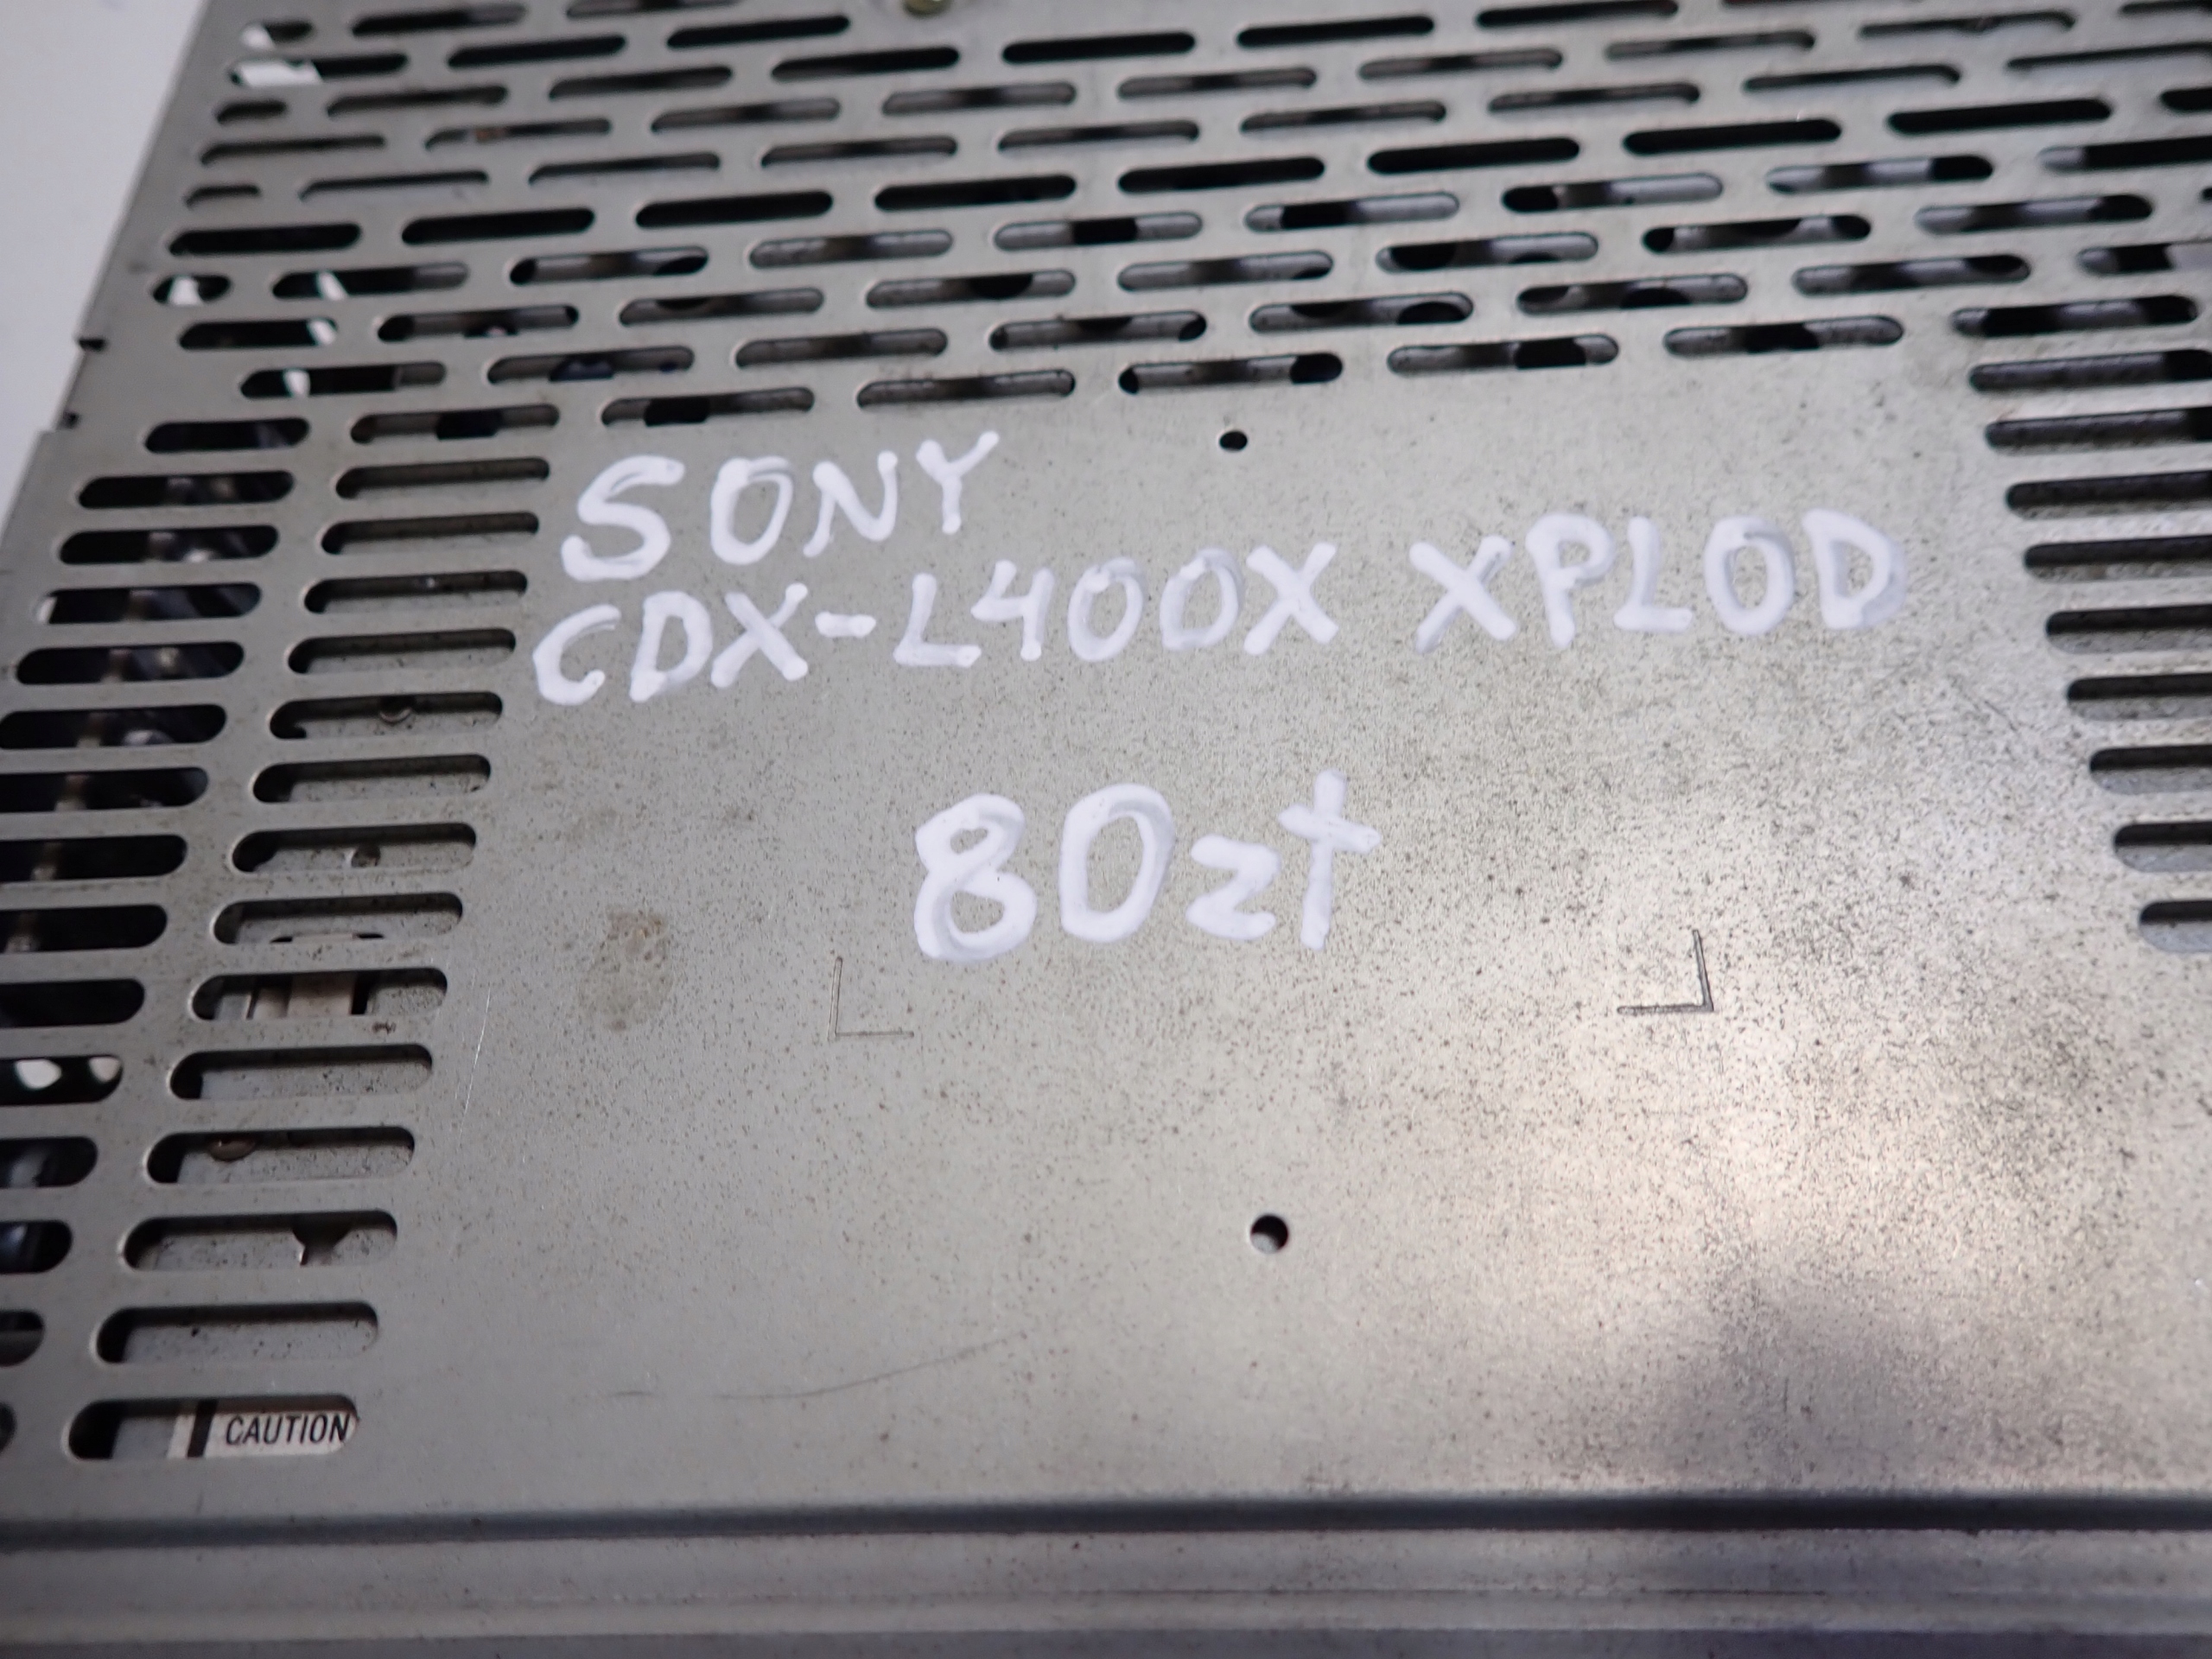 SONY
CDX-L400X XPLOD
80zł
CAUTION